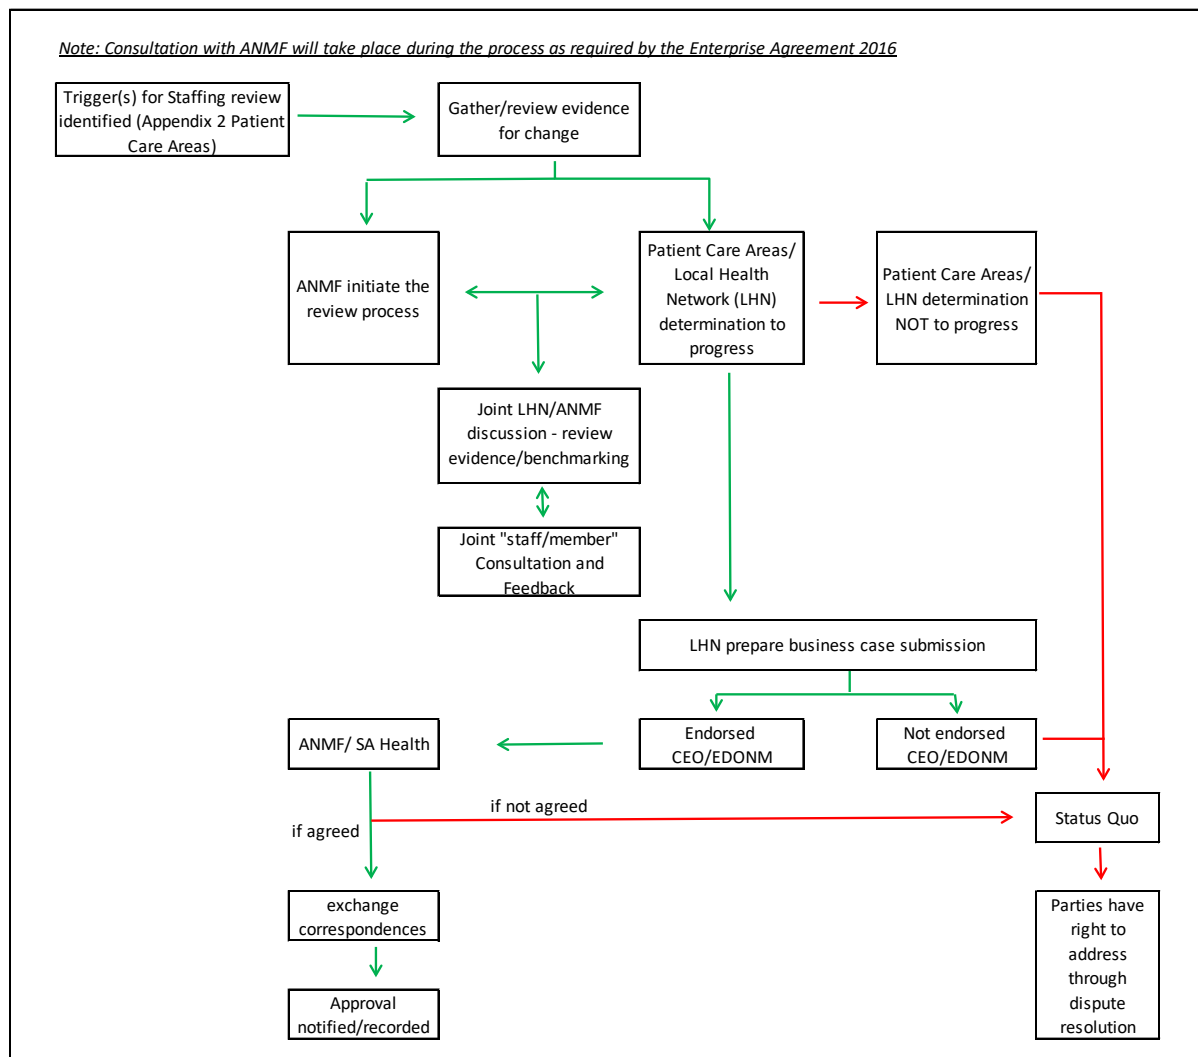 Note: Consultation with ANMF will take place during the process as required by the Enterprise Agreement 2016
Trigger(s) for Staffing review
identified (Appendix 2 Patient
Care Areas)
Gather/review evidence
for change
ANMF initiate the
review process
Patient Care Areas/
Local Health
Network (LHN)
determination to
progress
Patient Care Areas/
LHN determination
NOT to progress
Joint LHN/ANMF
discussion - review
evidence/benchmarking
Joint "staff/member"
Consultation and
Feedback
LHN prepare business case submission
ANMF/ SA Health
Endorsed
CEO/EDONM
Not endorsed
CEO/EDONM
if not agreed
if agreed
Status Quo
exchange
correspondences
Approval
notified/recorded
Parties have
right to
address
through
dispute
resolution